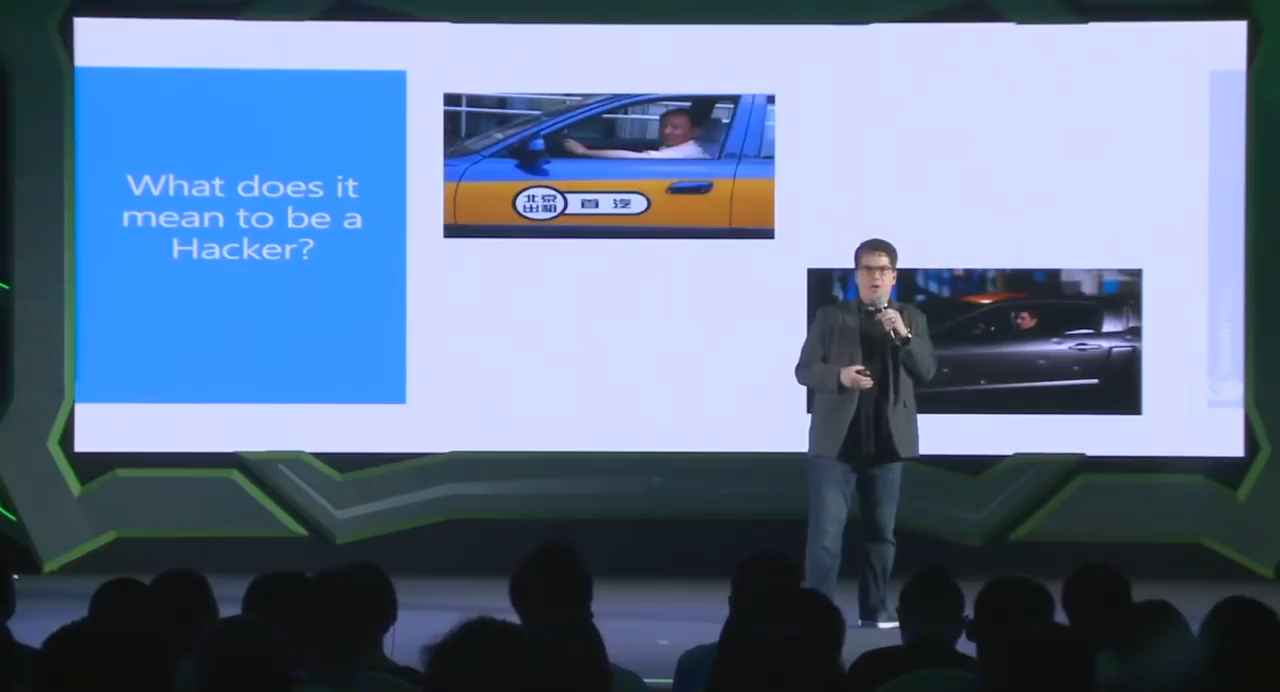 What does it
mean to be a
Hacker?
北京
出租
首汽